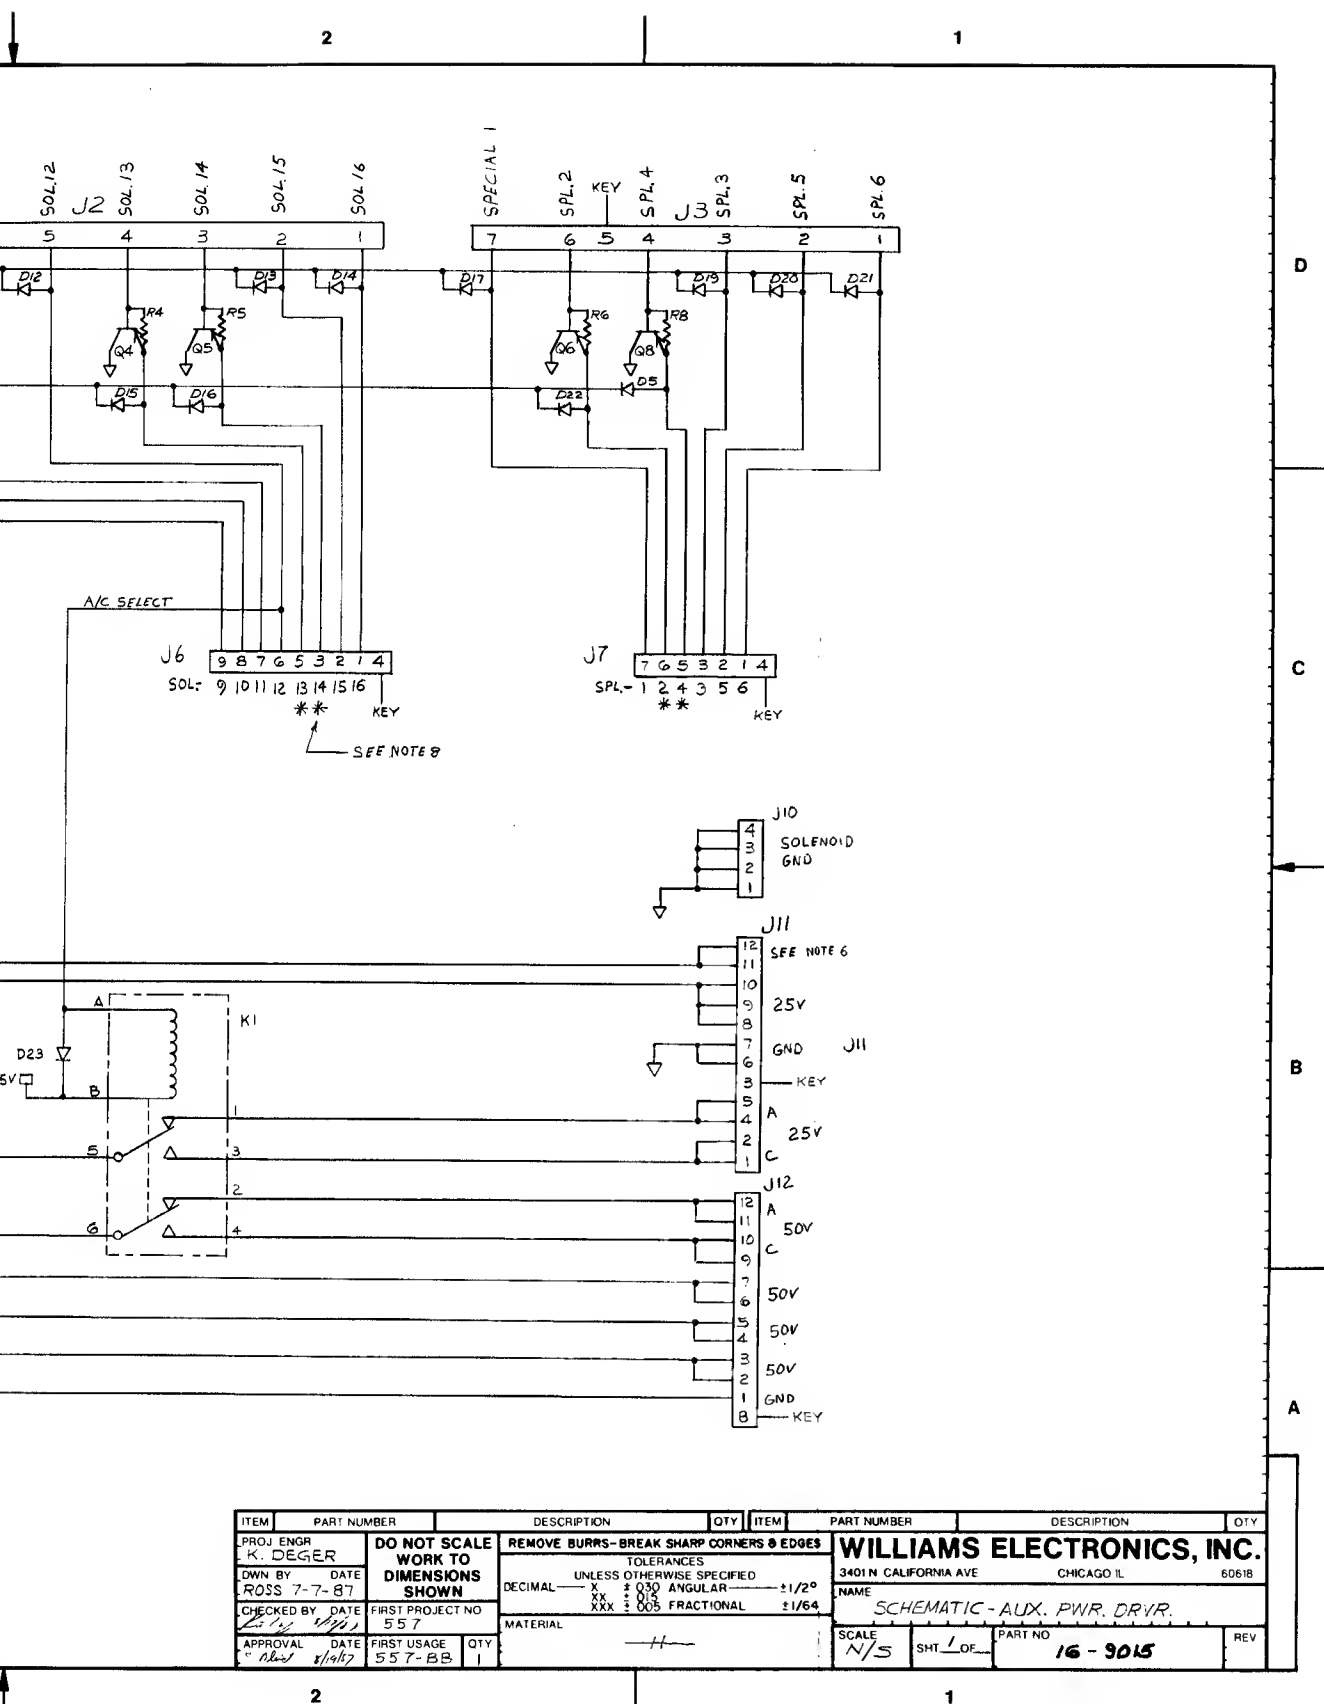 2 1
SOL.12 J2 SOL.13 SOL.14 SOL.15 SOL 16 SPECIAL 1 SPL.2 KEY SPL.4 J3 SPL.3 SPL.5 SPL.6
5 4 3 2 1 7 6 5 4 3 2 1
D
D12 D13 D14 D17 D19 D20 D21
R4 R5 R6 R8
Q4 Q5 Q6 Q8
D15 D16 D22 D5
A/C SELECT
J6 9 8 7 6 5 3 2 1 4
SOL- 9 10 11 12 13 14 15 16
* *
KEY
SEE NOTE 8
J7 7 6 5 3 2 1 4
SPL.- 1 2 4 3 5 6
* *
KEY
C
J10
4
3 SOLENOID
2 GND
1
J11
12 SEE NOTE 6
11
10
9 25V
8
7 GND J11
6
3 KEY
5 A
4
25V
2
1 C
A K1
D23
5V
B
1
5 3
2
6 4
B
J12
12 A
11 50V
10 C
9
7 50V
6
5 50V
4
3 50V
2
1 GND
8 KEY
A
ITEM PART NUMBER DESCRIPTION QTY ITEM PART NUMBER DESCRIPTION QTY
PROJ ENGR
K. DEGER
DWN BY DATE
ROSS 7-7-87
CHECKED BY DATE
APPROVAL DATE
8/19/87
DO NOT SCALE
WORK TO
DIMENSIONS
SHOWN
FIRST PROJECT NO
557
FIRST USAGE QTY
557-BB 1
REMOVE BURRS-BREAK SHARP CORNERS & EDGES
TOLERANCES
UNLESS OTHERWISE SPECIFIED
DECIMAL X ± 030 ANGULAR ±1/2°
XX ± 015
XXX ± 005 FRACTIONAL ±1/64
MATERIAL
WILLIAMS ELECTRONICS, INC.
3401 N CALIFORNIA AVE CHICAGO IL 60618
NAME
SCHEMATIC-AUX. PWR. DRVR.
SCALE
N/S
SHT 1 OF
PART NO
16-9015
REV
2 1